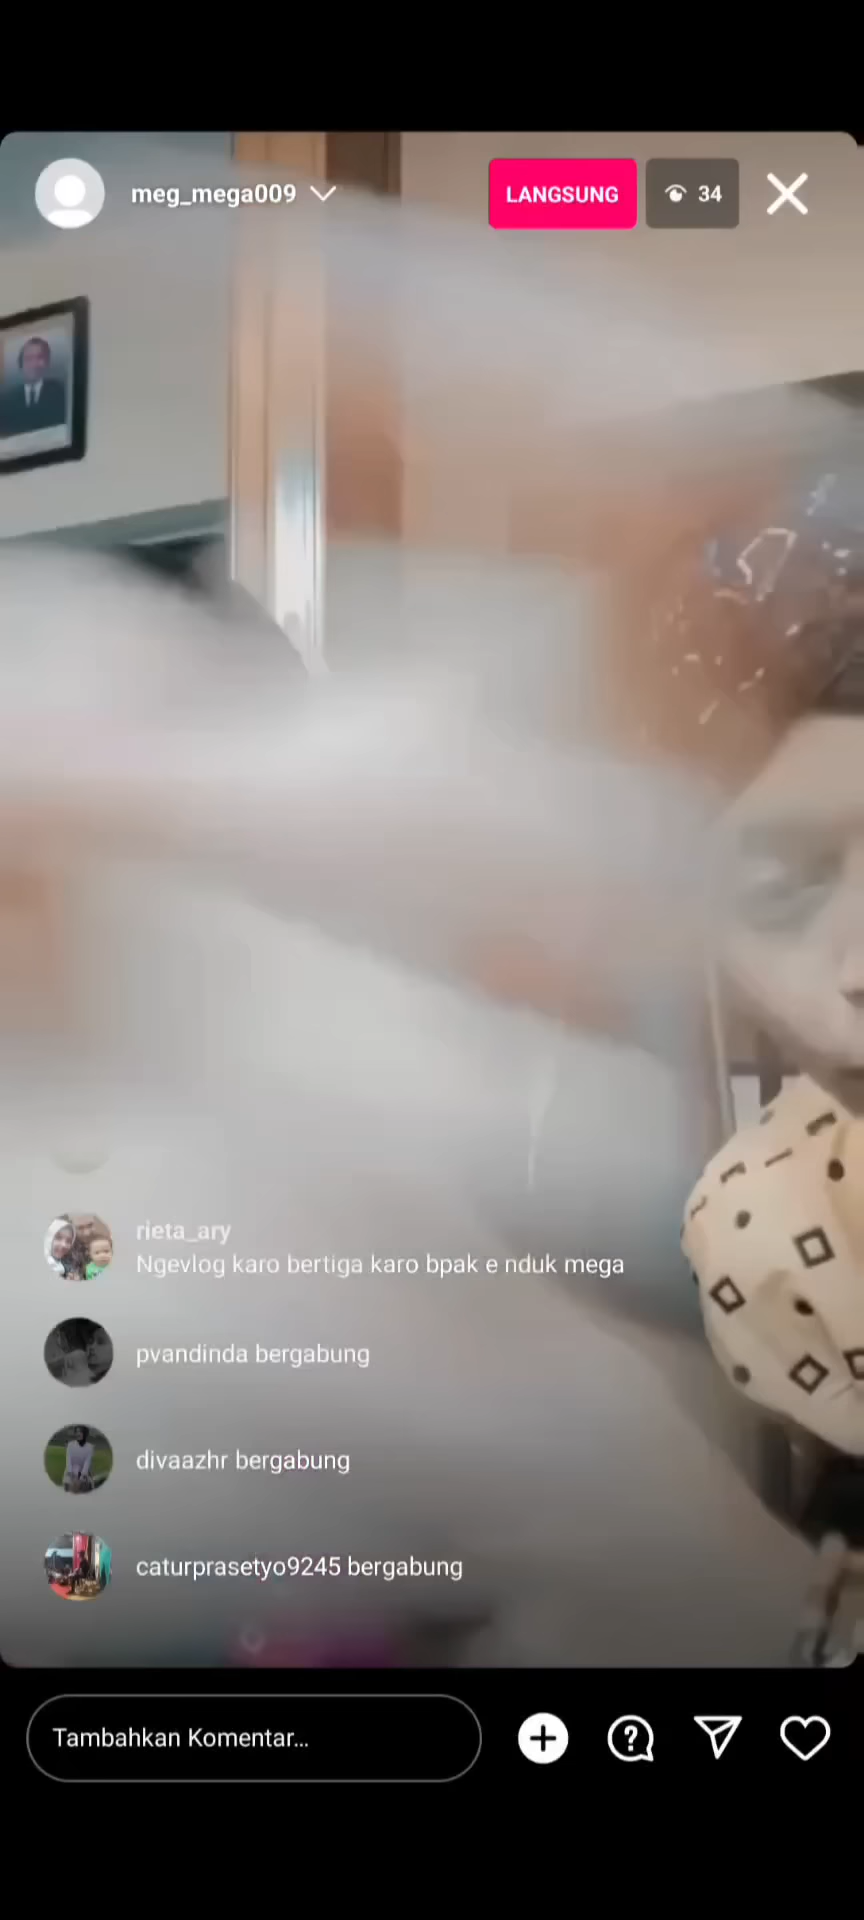 meg_mega009
LANGSUNG
34
rieta_ary
Ngevlog karo bertiga karo bpak e nduk mega
pvandinda bergabung
divaazhr bergabung
caturprasetyo9245 bergabung
Tambahkan Komentar...